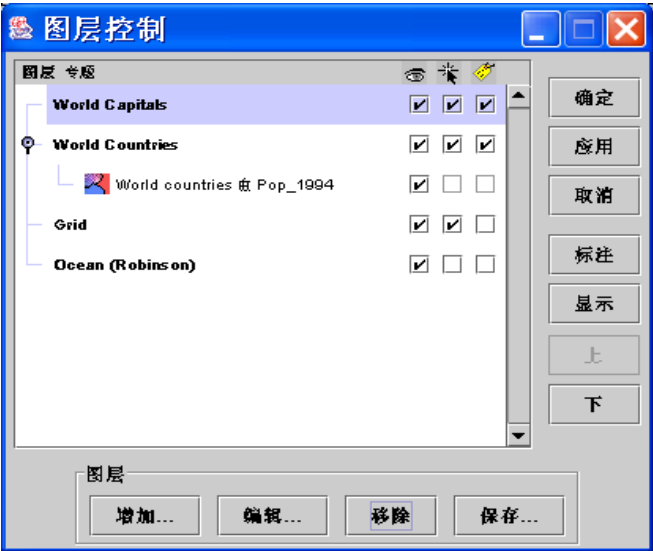 图层控制
图层 专题
World Capitals
World Countries
World countries 由 Pop_1994
Grid
Ocean (Robinson)
确定
应用
取消
标注
显示
上
下
图层
增加...
编辑...
移除
保存...